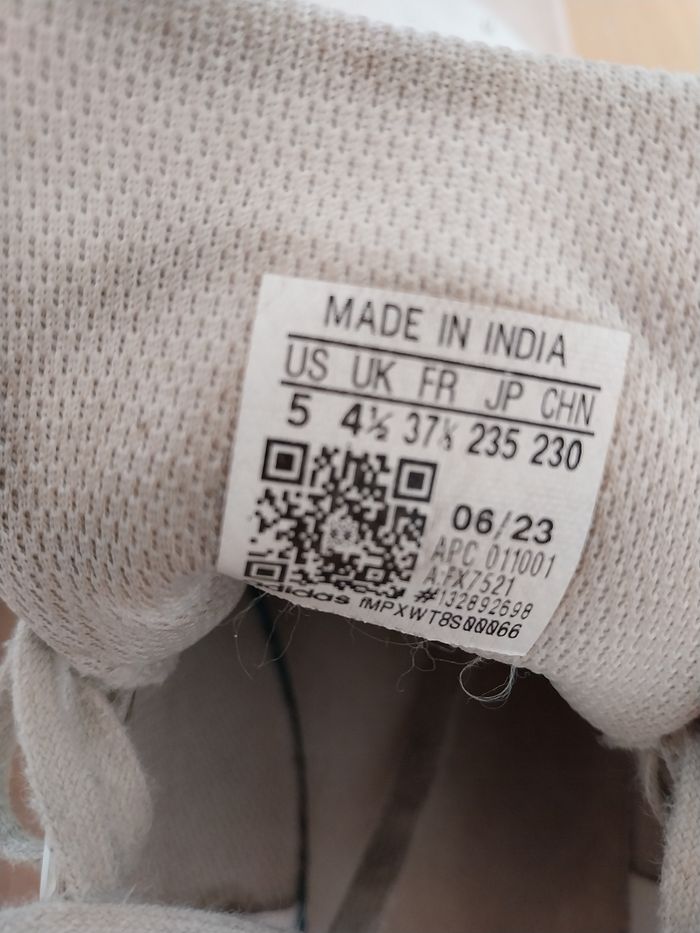 MADE IN INDIA
US UK FR JP CHN
5 4½ 37⅓ 235 230
06/23
APC 011001
A.FX7521
#132892698
adidas fMPXWT8S00066